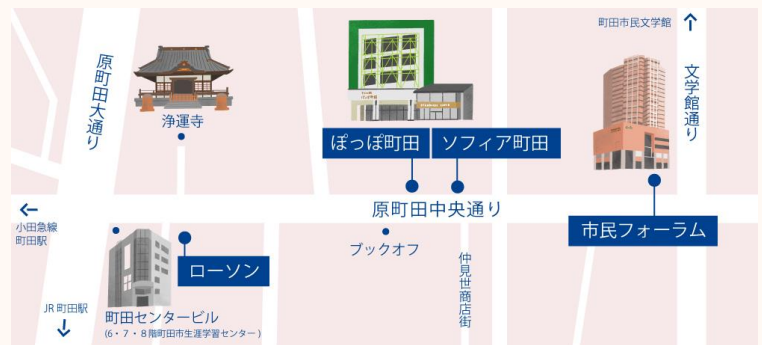 町田市民文学館
↑
原町田大通り
文学館通り
浄運寺
ぽっぽ町田
ソフィア町田
←
小田急線
町田駅
原町田中央通り
市民フォーラム
ブックオフ
仲見世商店街
ローソン
JR町田駅
↓
町田センタービル
(6・7・8階町田市生涯学習センター)